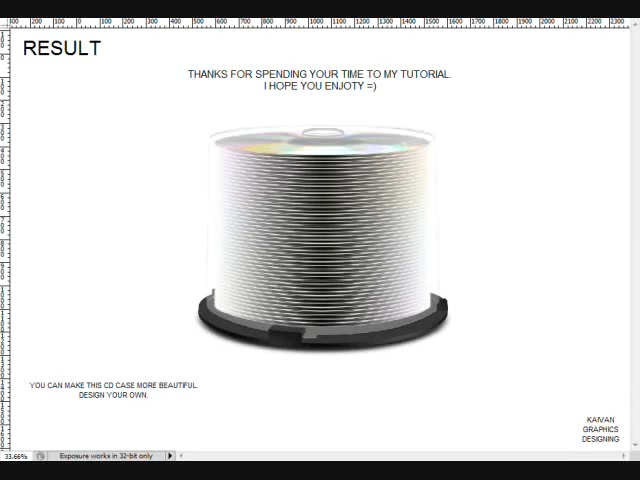 RESULT
THANKS FOR SPENDING YOUR TIME TO MY TUTORIAL.
I HOPE YOU ENJOTY =)
YOU CAN MAKE THIS CD CASE MORE BEAUTIFUL.
DESIGN YOUR OWN.
KAIVAN
GRAPHICS
DESIGNING
33.66% Exposure works in 32-bit only